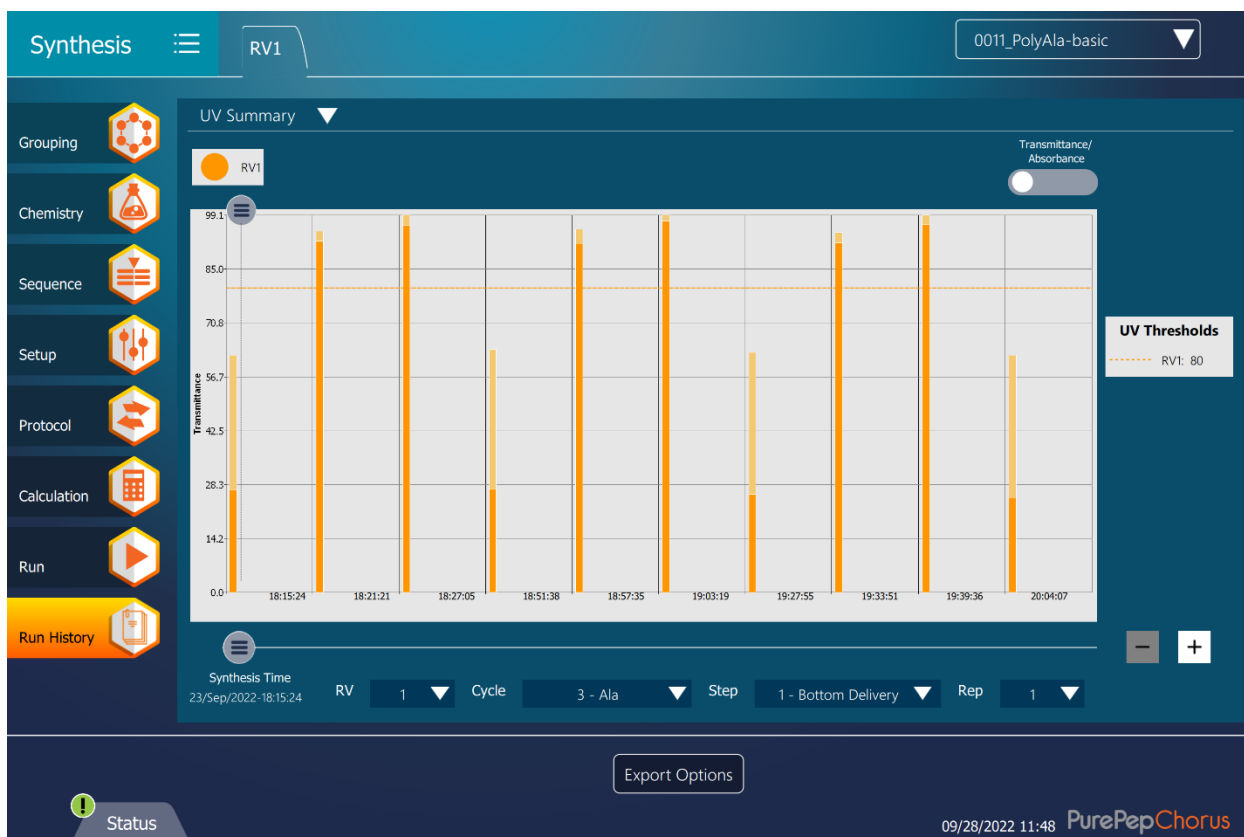 Synthesis
RV1
0011_PolyAla-basic
Grouping
Chemistry
Sequence
Setup
Protocol
Calculation
Run
Run History
UV Summary
RV1
Transmittance/
Absorbance
99.1
85.0
70.8
56.7
42.5
28.3
14.2
0.0
Transmittance
18:15:24 18:21:21 18:27:05 18:51:38 18:57:35 19:03:19 19:27:55 19:33:51 19:39:36 20:04:07
UV Thresholds
RV1: 80
Synthesis Time
23/Sep/2022-18:15:24
RV 1 Cycle 3 - Ala Step 1 - Bottom Delivery Rep 1
Export Options
Status
09/28/2022 11:48 PurePepChorus